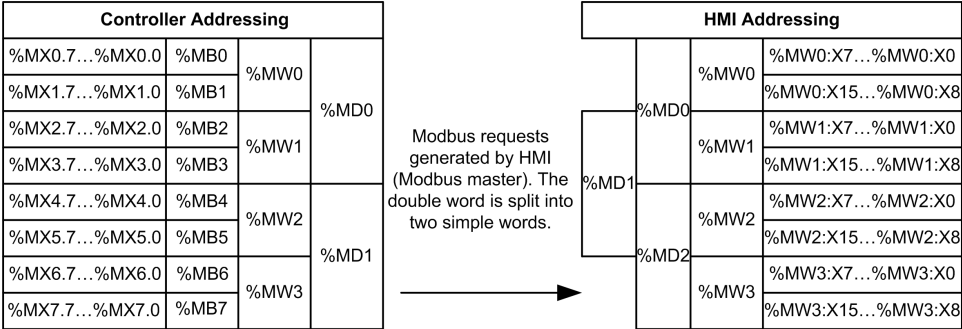 Controller Addressing
%MX0.7…%MX0.0 %MB0 %MW0 %MD0
%MX1.7…%MX1.0 %MB1
%MX2.7…%MX2.0 %MB2 %MW1
%MX3.7…%MX3.0 %MB3
%MX4.7…%MX4.0 %MB4 %MW2 %MD1
%MX5.7…%MX5.0 %MB5
%MX6.7…%MX6.0 %MB6 %MW3
%MX7.7…%MX7.0 %MB7
Modbus requests
generated by HMI
(Modbus master). The
double word is split into
two simple words.
HMI Addressing
%MD0 %MW0 %MW0:X7…%MW0:X0
%MW0:X15…%MW0:X8
%MD1 %MW1 %MW1:X7…%MW1:X0
%MW1:X15…%MW1:X8
%MD2 %MW2 %MW2:X7…%MW2:X0
%MW2:X15…%MW2:X8
%MW3 %MW3:X7…%MW3:X0
%MW3:X15…%MW3:X8